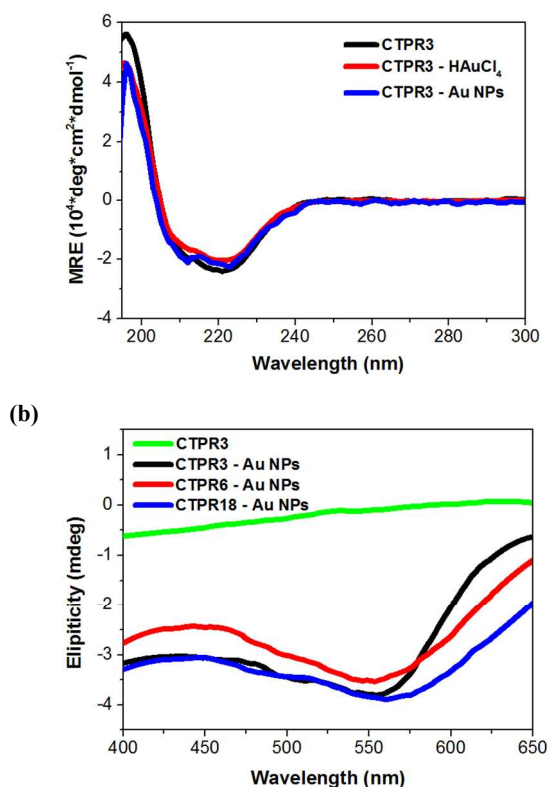 6
4
2
0
-2
-4
MRE (10⁴*deg*cm²*dmol⁻¹)
CTPR3
CTPR3 - HAuCl₄
CTPR3 - Au NPs
200 220 240 260 280 300
Wavelength (nm)
(b)
1
0
-1
-2
-3
-4
Elipiticity (mdeg)
CTPR3
CTPR3 - Au NPs
CTPR6 - Au NPs
CTPR18 - Au NPs
400 450 500 550 600 650
Wavelength (nm)